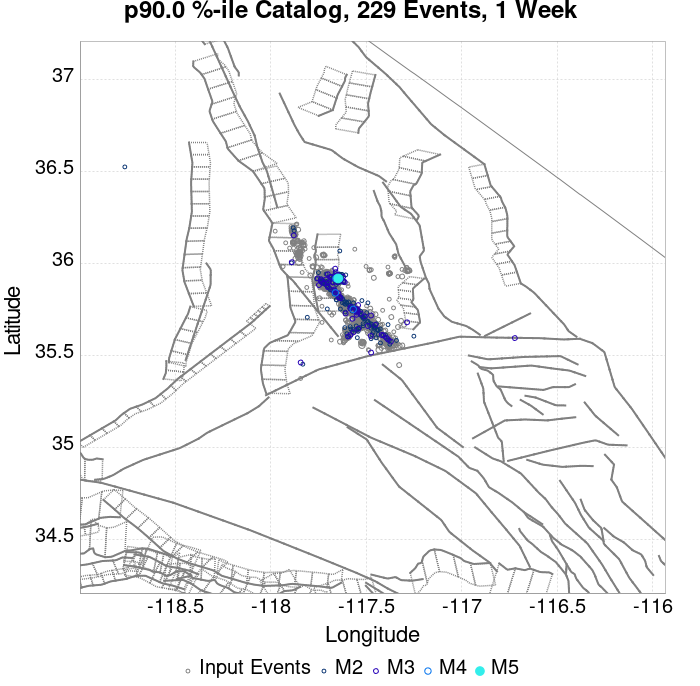 p90.0 %-ile Catalog, 229 Events, 1 Week
37
36.5
36
35.5
35
34.5
Latitude
-118.5
-118
-117.5
-117
-116.5
-116
Longitude
Input Events
M2
M3
M4
M5